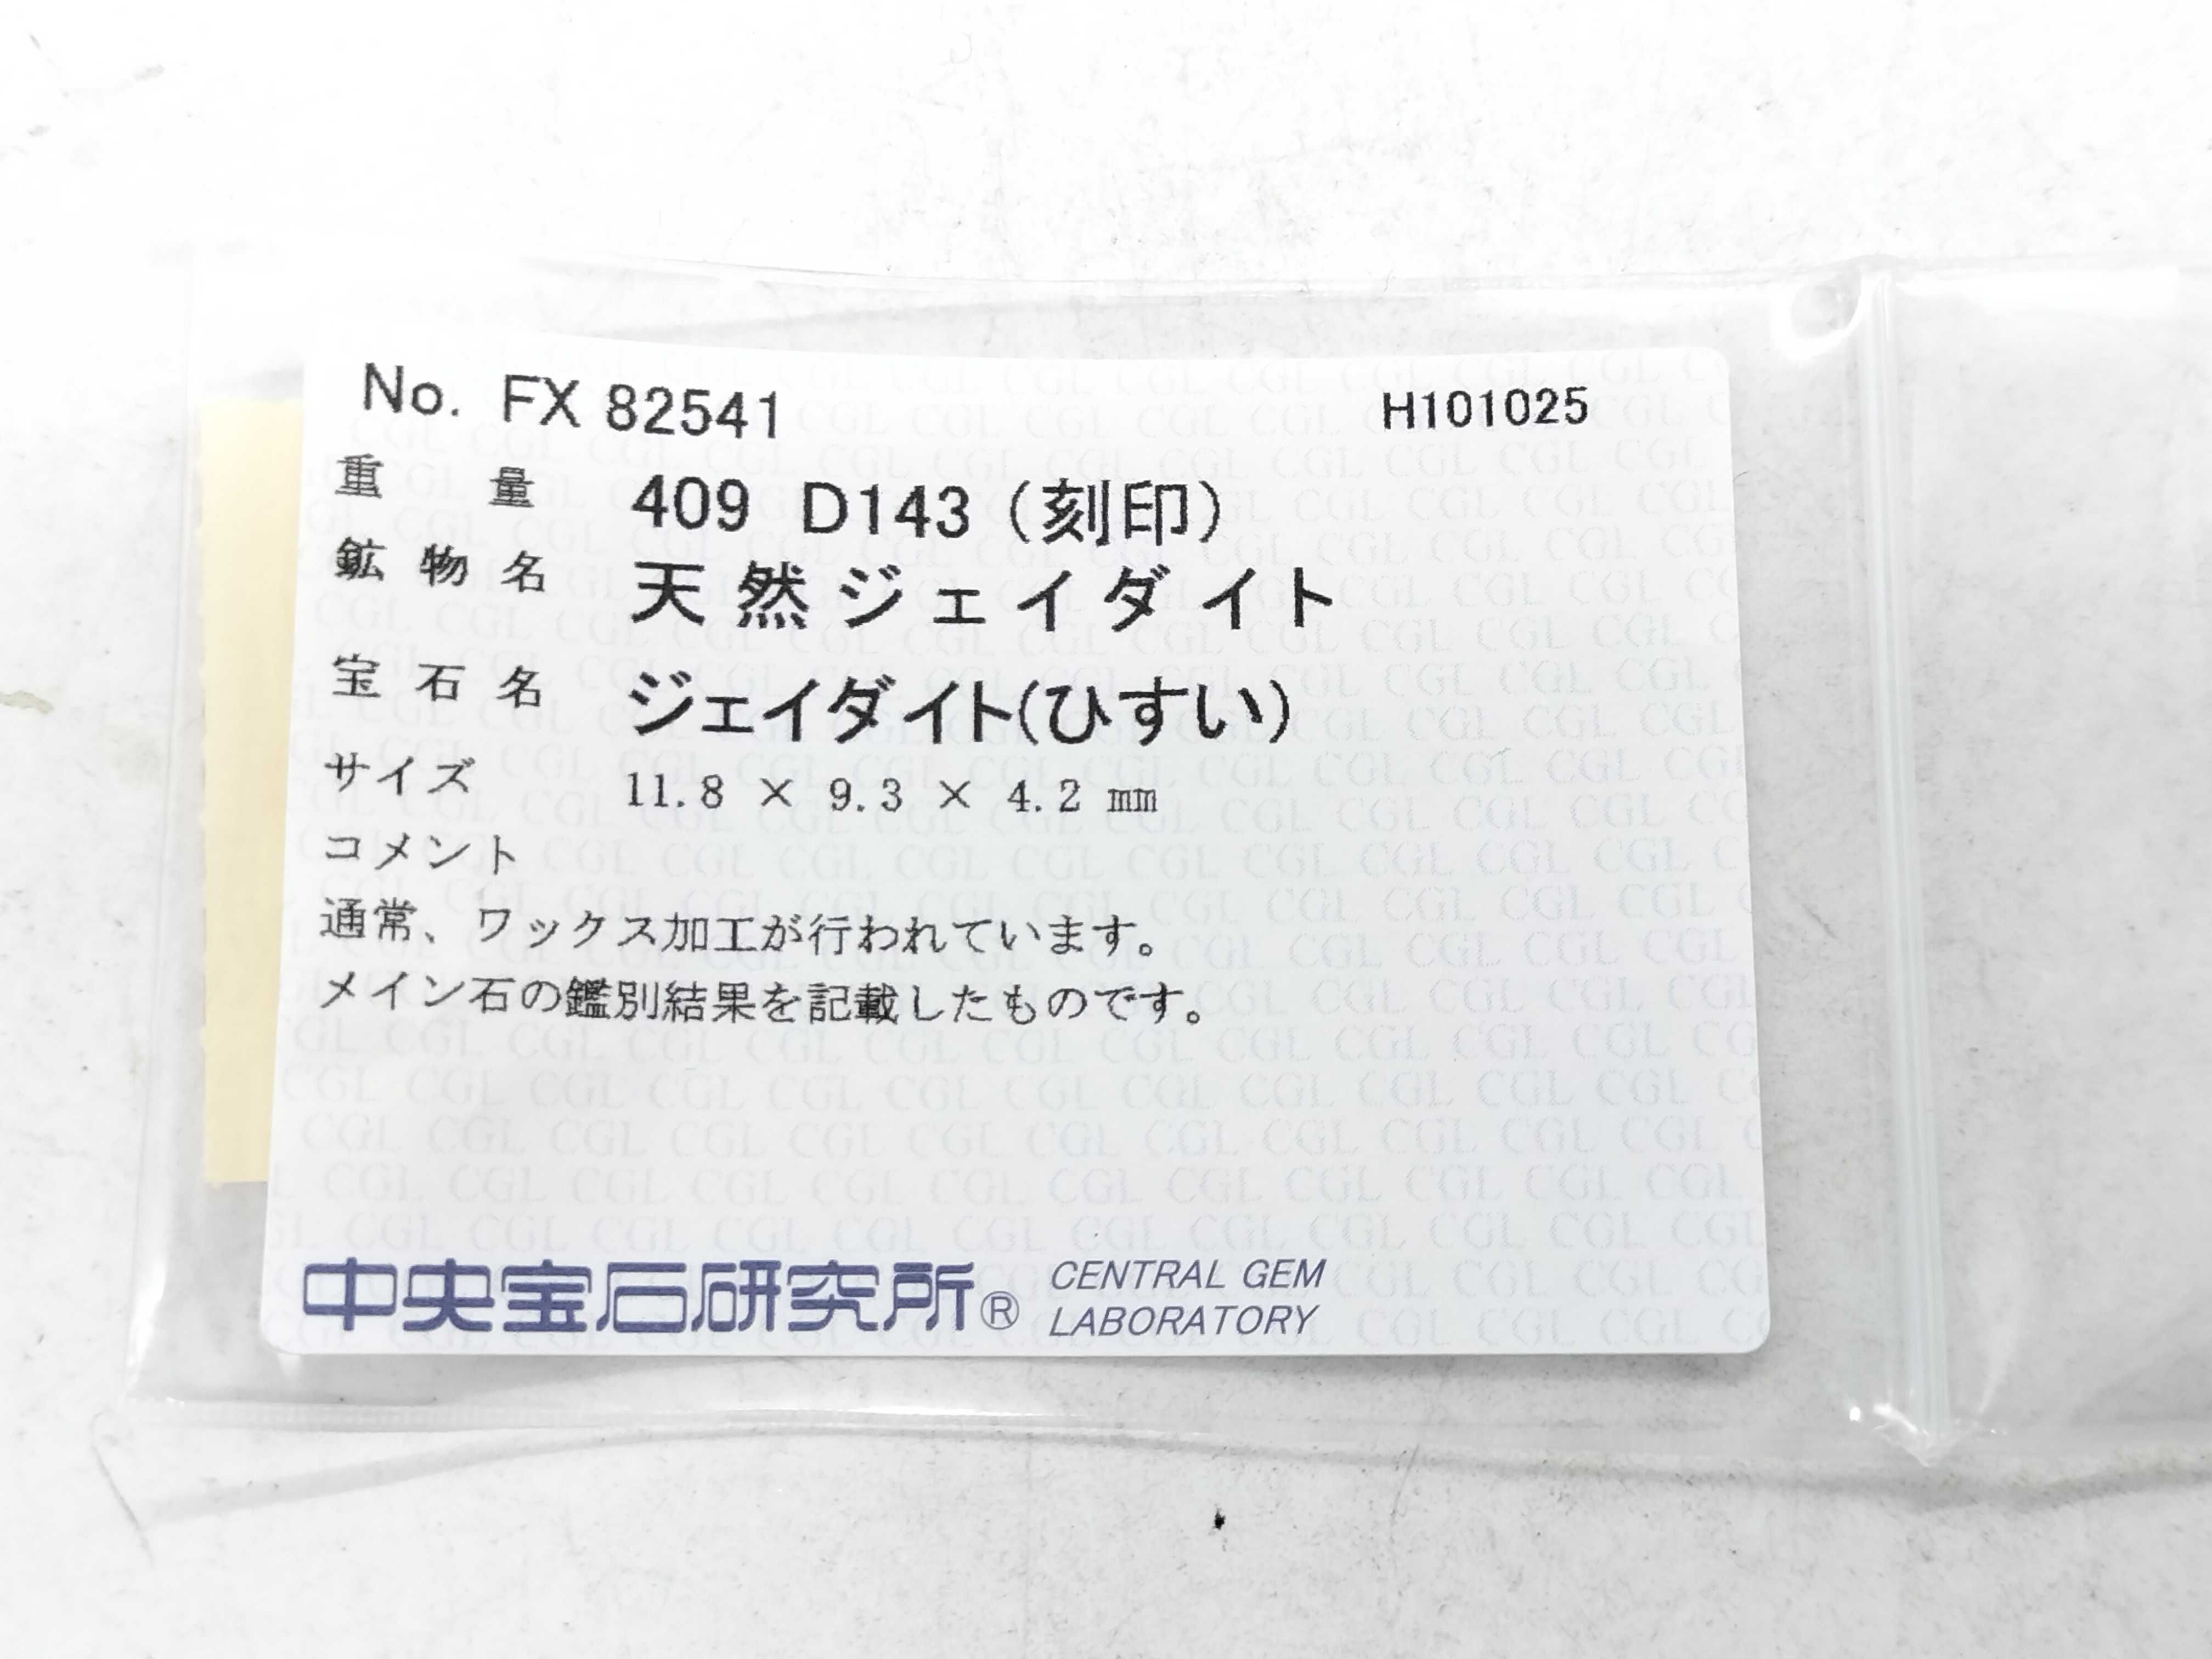 No. FX 82541 H101025
重量 409 D143 (刻印)
鉱物名 天然ジェイダイト
宝石名 ジェイダイト(ひすい)
サイズ 11.8 × 9.3 × 4.2 mm
コメント
通常、ワックス加工が行われています。
メイン石の鑑別結果を記載したものです。
中央宝石研究所® CENTRAL GEM
LABORATORY